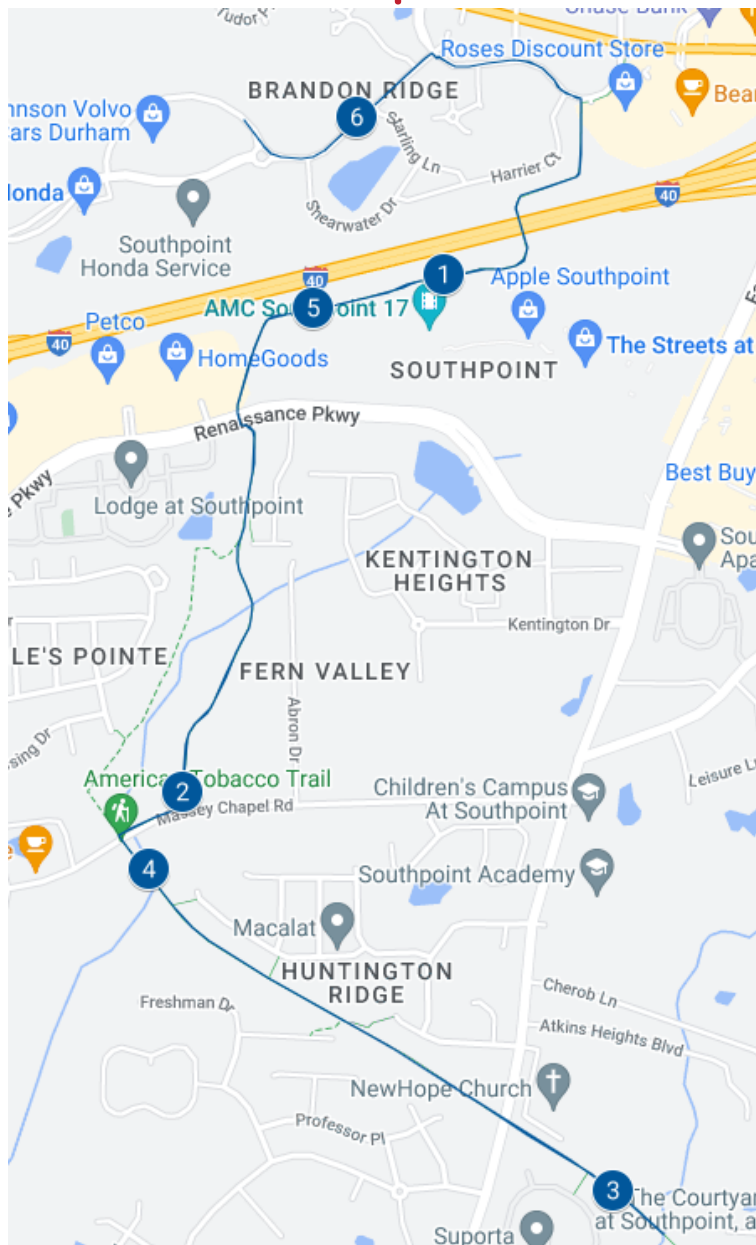 Tudor
Chase Bank
Roses Discount Store
BRANDON RIDGE
Bear
hnson Volvo
ars Durham
6
Starling Ln
Harrier Ct
onda
40
Shearwater Dr
Southpoint
Honda Service
1
40
Apple Southpoint
5
AMC Southpoint 17
Petco
40
The Streets at
HomeGoods
SOUTHPOINT
Renaissance Pkwy
e Pkwy
Best Buy
Lodge at Southpoint
Sou
Apa
KENTINGTON
HEIGHTS
Kentington Dr
LE'S POINTE
FERN VALLEY
Abron Dr
sing Dr
Leisure Ln
American Tobacco Trail
2
Massey Chapel Rd
Children's Campus
At Southpoint
e
4
Southpoint Academy
Macalat
HUNTINGTON
RIDGE
Cherob Ln
Freshman Dr
Atkins Heights Blvd
NewHope Church
Professor Pl
3
The Courtyar
at Southpoint, a
Suporta